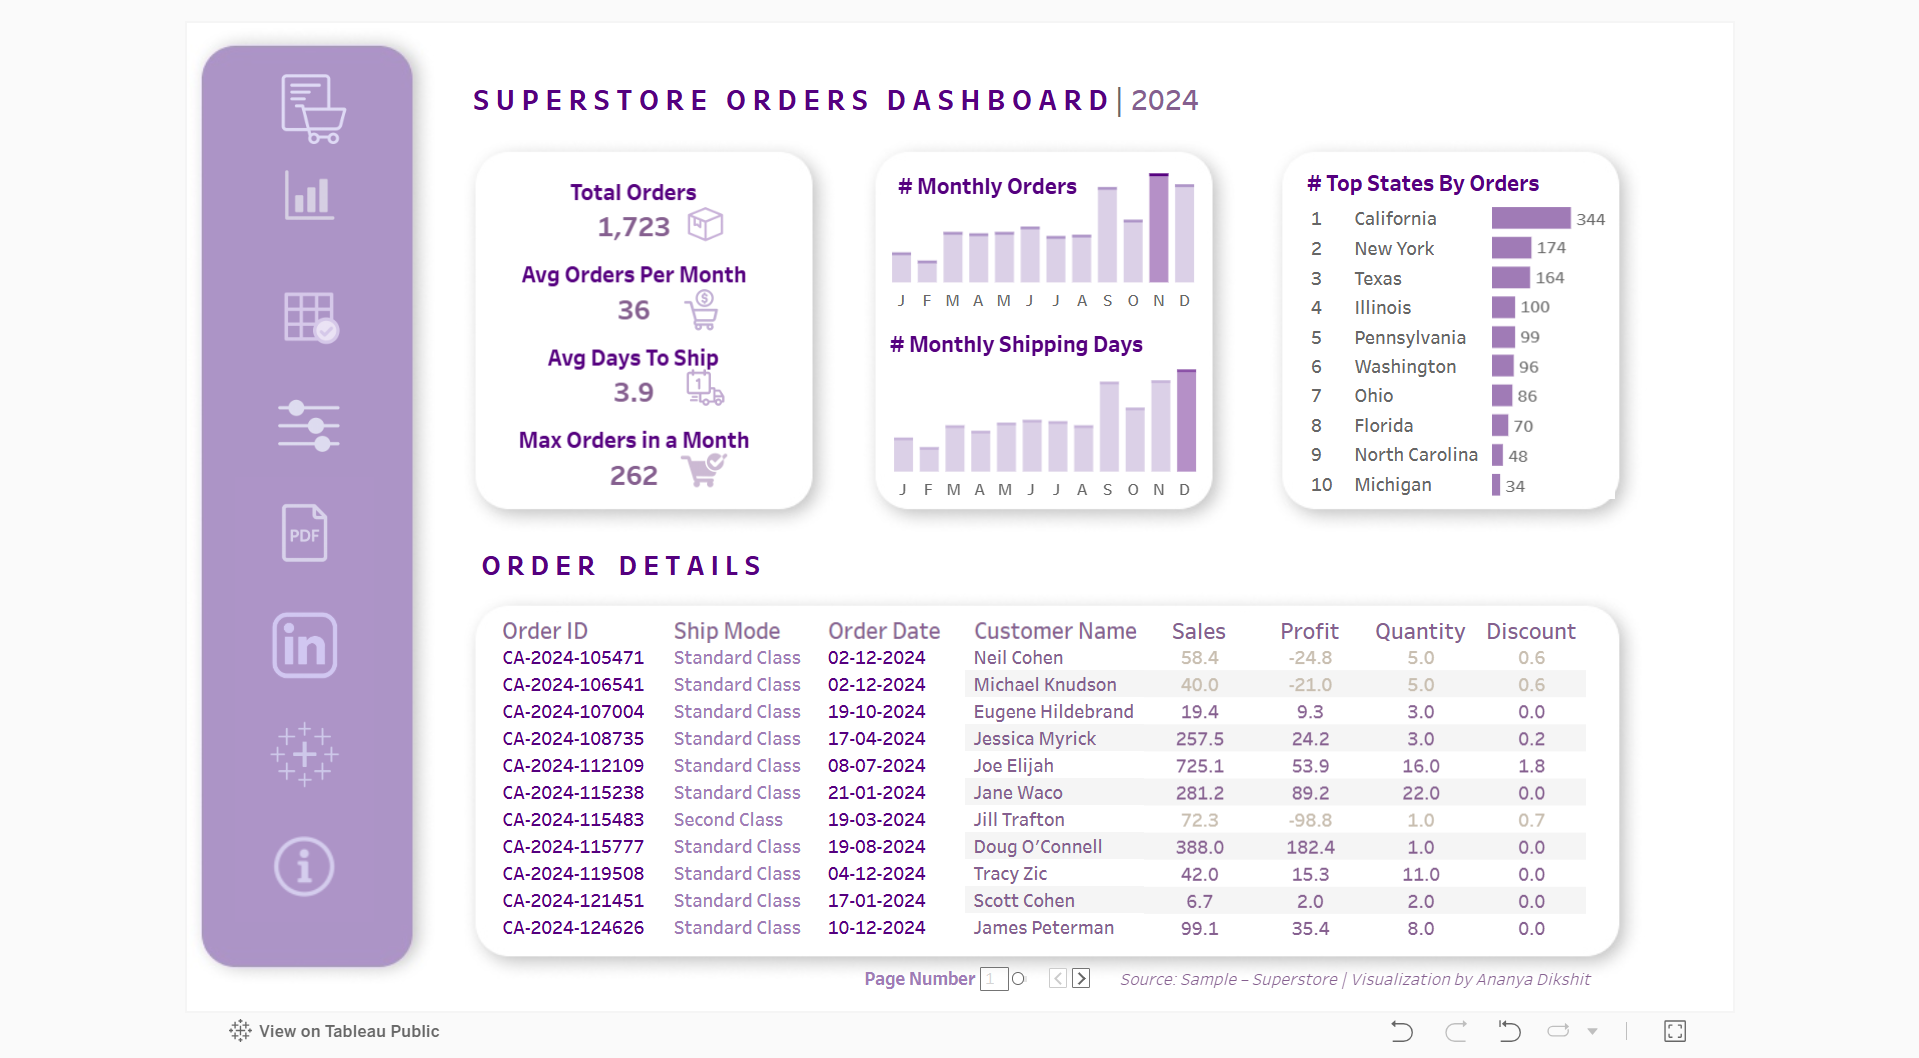 SUPERSTORE ORDERS DASHBOARD| 2024
Total Orders
1,723
Avg Orders Per Month
36
$
Avg Days To Ship
3.9
1
Max Orders in a Month
262
# Monthly Orders
J F M A M J J A S O N D
# Monthly Shipping Days
J F M A M J J A S O N D
# Top States By Orders
1 California 344
2 New York 174
3 Texas 164
4 Illinois 100
5 Pennsylvania 99
6 Washington 96
7 Ohio 86
8 Florida 70
9 North Carolina 48
10 Michigan 34
PDF
in
i
ORDER DETAILS
Order ID Ship Mode Order Date Customer Name Sales Profit Quantity Discount
CA-2024-105471 Standard Class 02-12-2024 Neil Cohen 58.4 -24.8 5.0 0.6
CA-2024-106541 Standard Class 02-12-2024 Michael Knudson 40.0 -21.0 5.0 0.6
CA-2024-107004 Standard Class 19-10-2024 Eugene Hildebrand 19.4 9.3 3.0 0.0
CA-2024-108735 Standard Class 17-04-2024 Jessica Myrick 257.5 24.2 3.0 0.2
CA-2024-112109 Standard Class 08-07-2024 Joe Elijah 725.1 53.9 16.0 1.8
CA-2024-115238 Standard Class 21-01-2024 Jane Waco 281.2 89.2 22.0 0.0
CA-2024-115483 Second Class 19-03-2024 Jill Trafton 72.3 -98.8 1.0 0.7
CA-2024-115777 Standard Class 19-08-2024 Doug O'Connell 388.0 182.4 1.0 0.0
CA-2024-119508 Standard Class 04-12-2024 Tracy Zic 42.0 15.3 11.0 0.0
CA-2024-121451 Standard Class 17-01-2024 Scott Cohen 6.7 2.0 2.0 0.0
CA-2024-124626 Standard Class 10-12-2024 James Peterman 99.1 35.4 8.0 0.0
Page Number 1
Source: Sample – Superstore | Visualization by Ananya Dikshit
View on Tableau Public